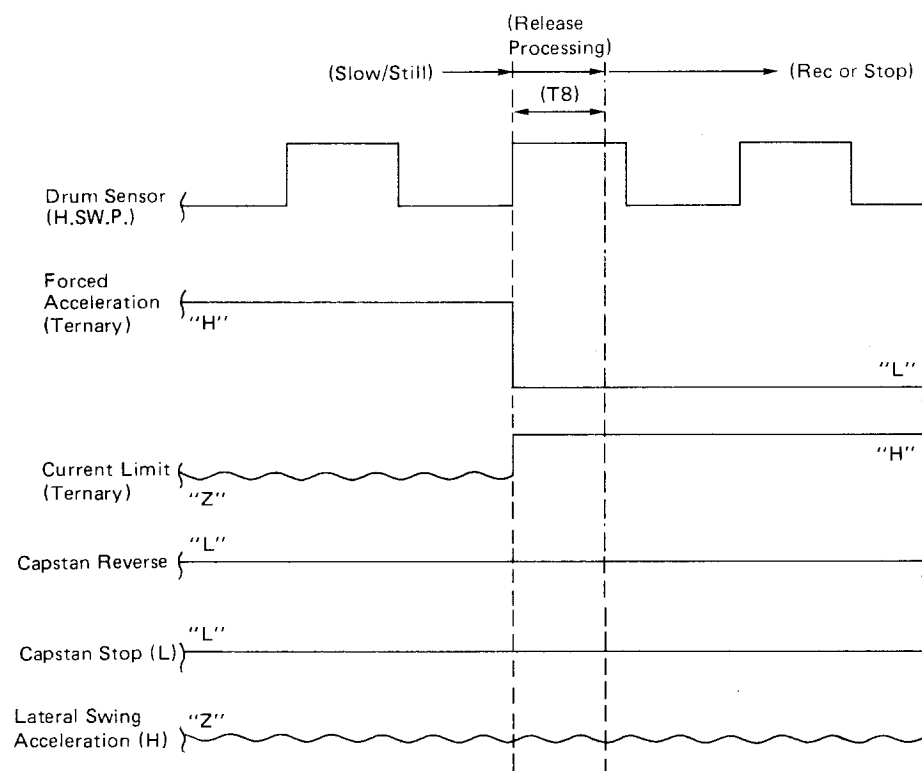 (Release
Processing)
(Slow/Still)
(Rec or Stop)
(T8)
Drum Sensor
(H.SW.P.)
Forced
Acceleration
(Ternary)
"H"
"L"
Current Limit
(Ternary)
"Z"
"H"
Capstan Reverse
"L"
Capstan Stop (L)
"L"
Lateral Swing
Acceleration (H)
"Z"